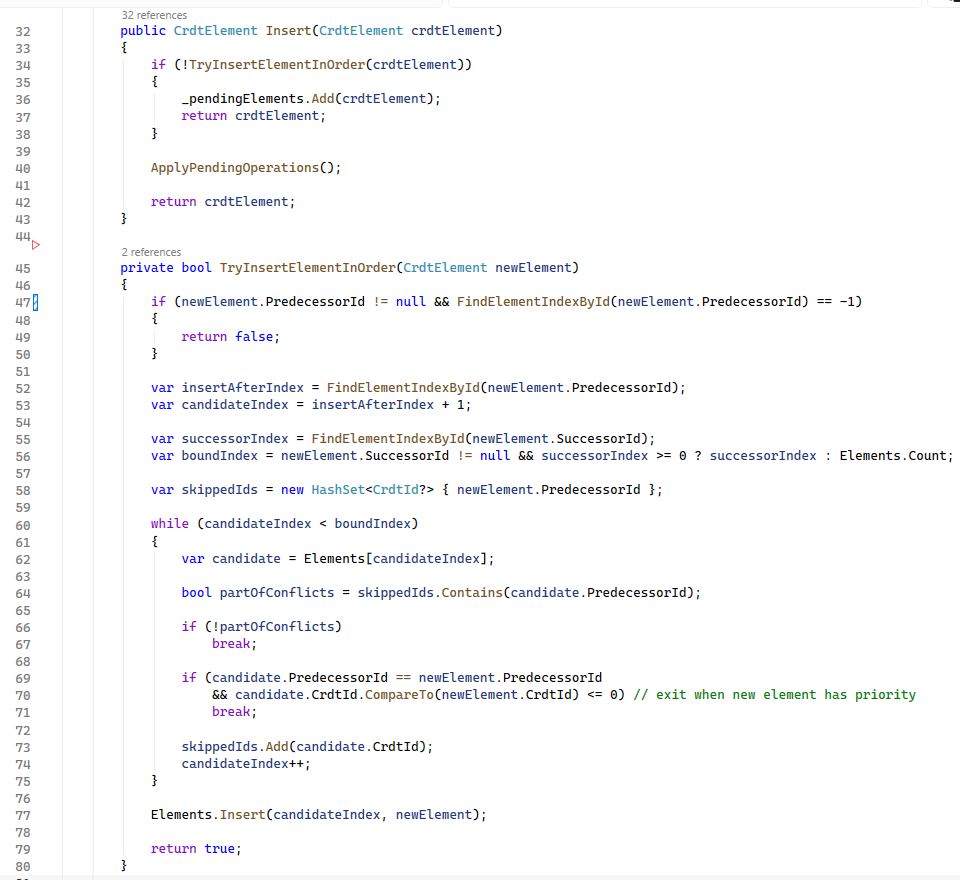 32 references
32 public CrdtElement Insert(CrdtElement crdtElement)
33 {
34 if (!TryInsertElementInOrder(crdtElement))
35 {
36 _pendingElements.Add(crdtElement);
37 return crdtElement;
38 }
39
40 ApplyPendingOperations();
41
42 return crdtElement;
43 }
44
2 references
45 private bool TryInsertElementInOrder(CrdtElement newElement)
46 {
47 if (newElement.PredecessorId != null && FindElementIndexById(newElement.PredecessorId) == -1)
48 {
49 return false;
50 }
51
52 var insertAfterIndex = FindElementIndexById(newElement.PredecessorId);
53 var candidateIndex = insertAfterIndex + 1;
54
55 var successorIndex = FindElementIndexById(newElement.SuccessorId);
56 var boundIndex = newElement.SuccessorId != null && successorIndex >= 0 ? successorIndex : Elements.Count;
57
58 var skippedIds = new HashSet<CrdtId?> { newElement.PredecessorId };
59
60 while (candidateIndex < boundIndex)
61 {
62 var candidate = Elements[candidateIndex];
63
64 bool partOfConflicts = skippedIds.Contains(candidate.PredecessorId);
65
66 if (!partOfConflicts)
67 break;
68
69 if (candidate.PredecessorId == newElement.PredecessorId
70 && candidate.CrdtId.CompareTo(newElement.CrdtId) <= 0) // exit when new element has priority
71 break;
72
73 skippedIds.Add(candidate.CrdtId);
74 candidateIndex++;
75 }
76
77 Elements.Insert(candidateIndex, newElement);
78
79 return true;
80 }